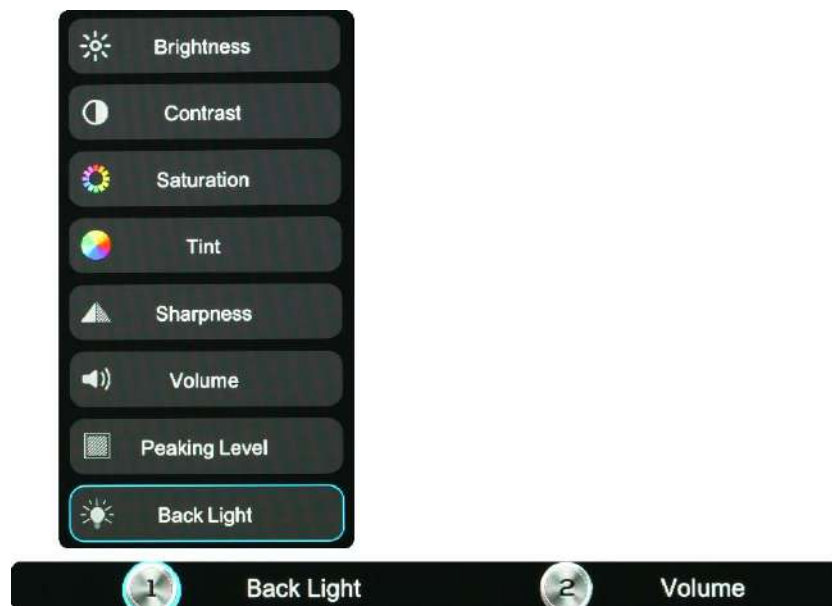 Brightness
Contrast
Saturation
Tint
Sharpness
Volume
Peaking Level
Back Light
1 Back Light 2 Volume